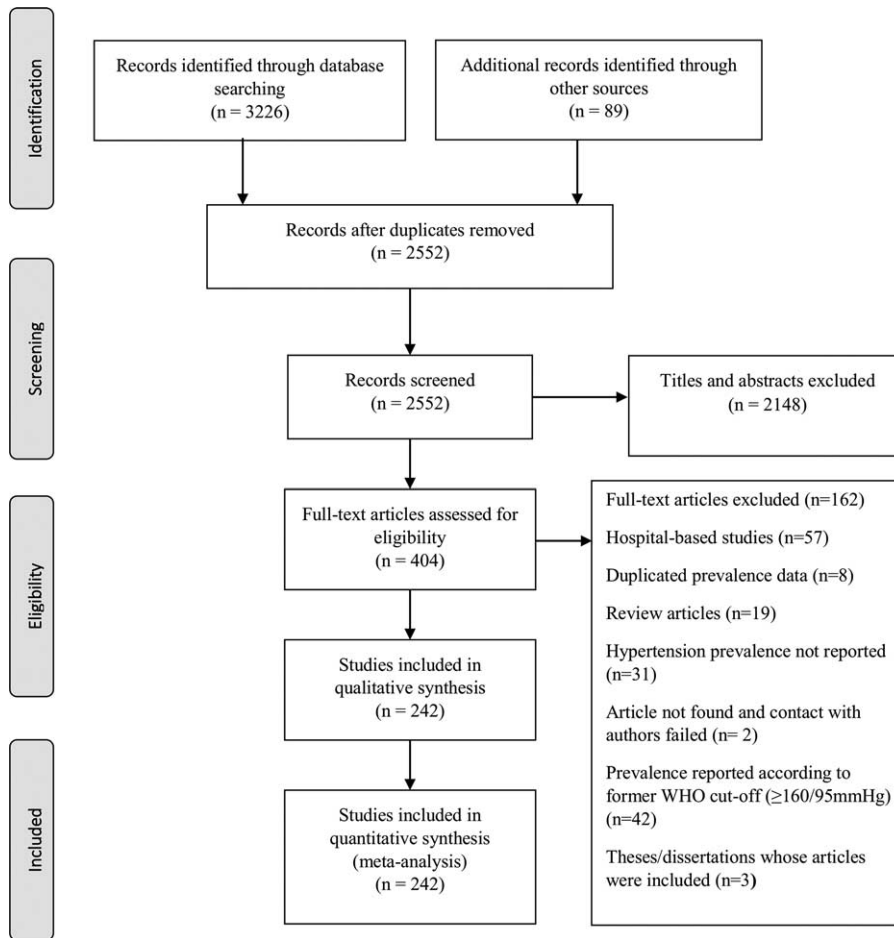 Identification
Records identified through database
searching
(n = 3226)
Additional records identified through
other sources
(n = 89)
Records after duplicates removed
(n = 2552)
Screening
Records screened
(n = 2552)
Titles and abstracts excluded
(n = 2148)
Eligibility
Full-text articles assessed for
eligibility
(n = 404)
Full-text articles excluded (n=162)
Hospital-based studies (n=57)
Duplicated prevalence data (n=8)
Review articles (n=19)
Hypertension prevalence not reported
(n=31)
Article not found and contact with
authors failed (n= 2)
Prevalence reported according to
former WHO cut-off (≥160/95mmHg)
(n=42)
Theses/dissertations whose articles
were included (n=3)
Studies included in
qualitative synthesis
(n = 242)
Included
Studies included in
quantitative synthesis
(meta-analysis)
(n = 242)